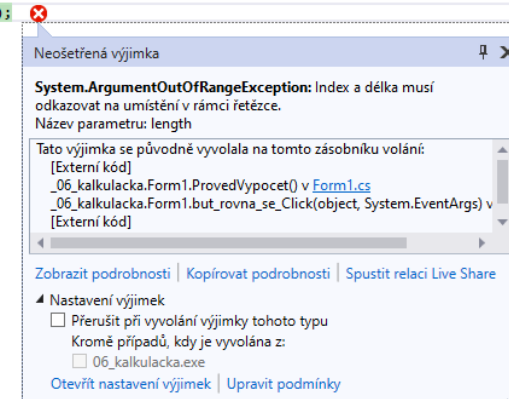 );
Neošetřená výjimka
System.ArgumentOutOfRangeException: Index a délka musí
odkazovat na umístění v rámci řetězce.
Název parametru: length
Tato výjimka se původně vyvolala na tomto zásobníku volání:
[Externí kód]
_06_kalkulacka.Form1.ProvedVypocet() v Form1.cs
_06_kalkulacka.Form1.but_rovna_se_Click(object, System.EventArgs) v
[Externí kód]
Zobrazit podrobnosti | Kopírovat podrobnosti | Spustit relaci Live Share
Nastavení výjimek
Přerušit při vyvolání výjimky tohoto typu
Kromě případů, kdy je vyvolána z:
06_kalkulacka.exe
Otevřít nastavení výjimek | Upravit podmínky